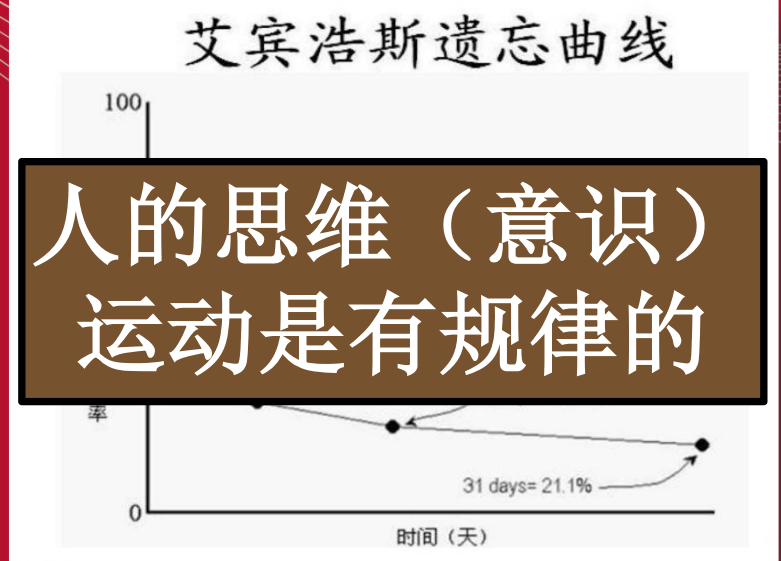 艾宾浩斯遗忘曲线
100
人的思维（意识）
运动是有规律的
率
31 days= 21.1%
0
时间（天）